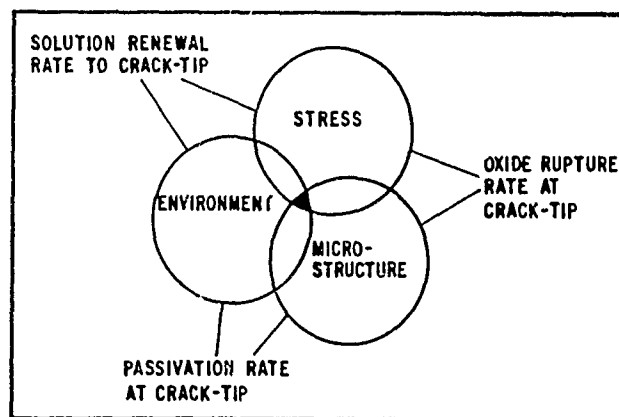 SOLUTION RENEWAL
RATE TO CRACK-TIP
STRESS
OXIDE RUPTURE
RATE AT
CRACK-TIP
ENVIRONMENT
MICRO-
STRUCTURE
PASSIVATION RATE
AT CRACK-TIP